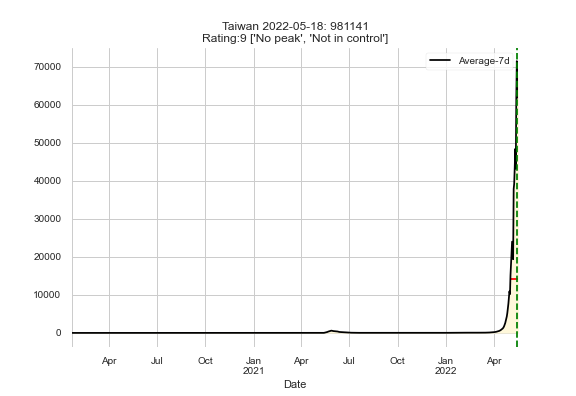 Taiwan 2022-05-18: 981141
Rating:9 ['No peak', 'Not in control']
Average-7d
70000
60000
50000
40000
30000
20000
10000
0
Apr Jul Oct Jan Apr Jul Oct Jan Apr
2021 2022
Date